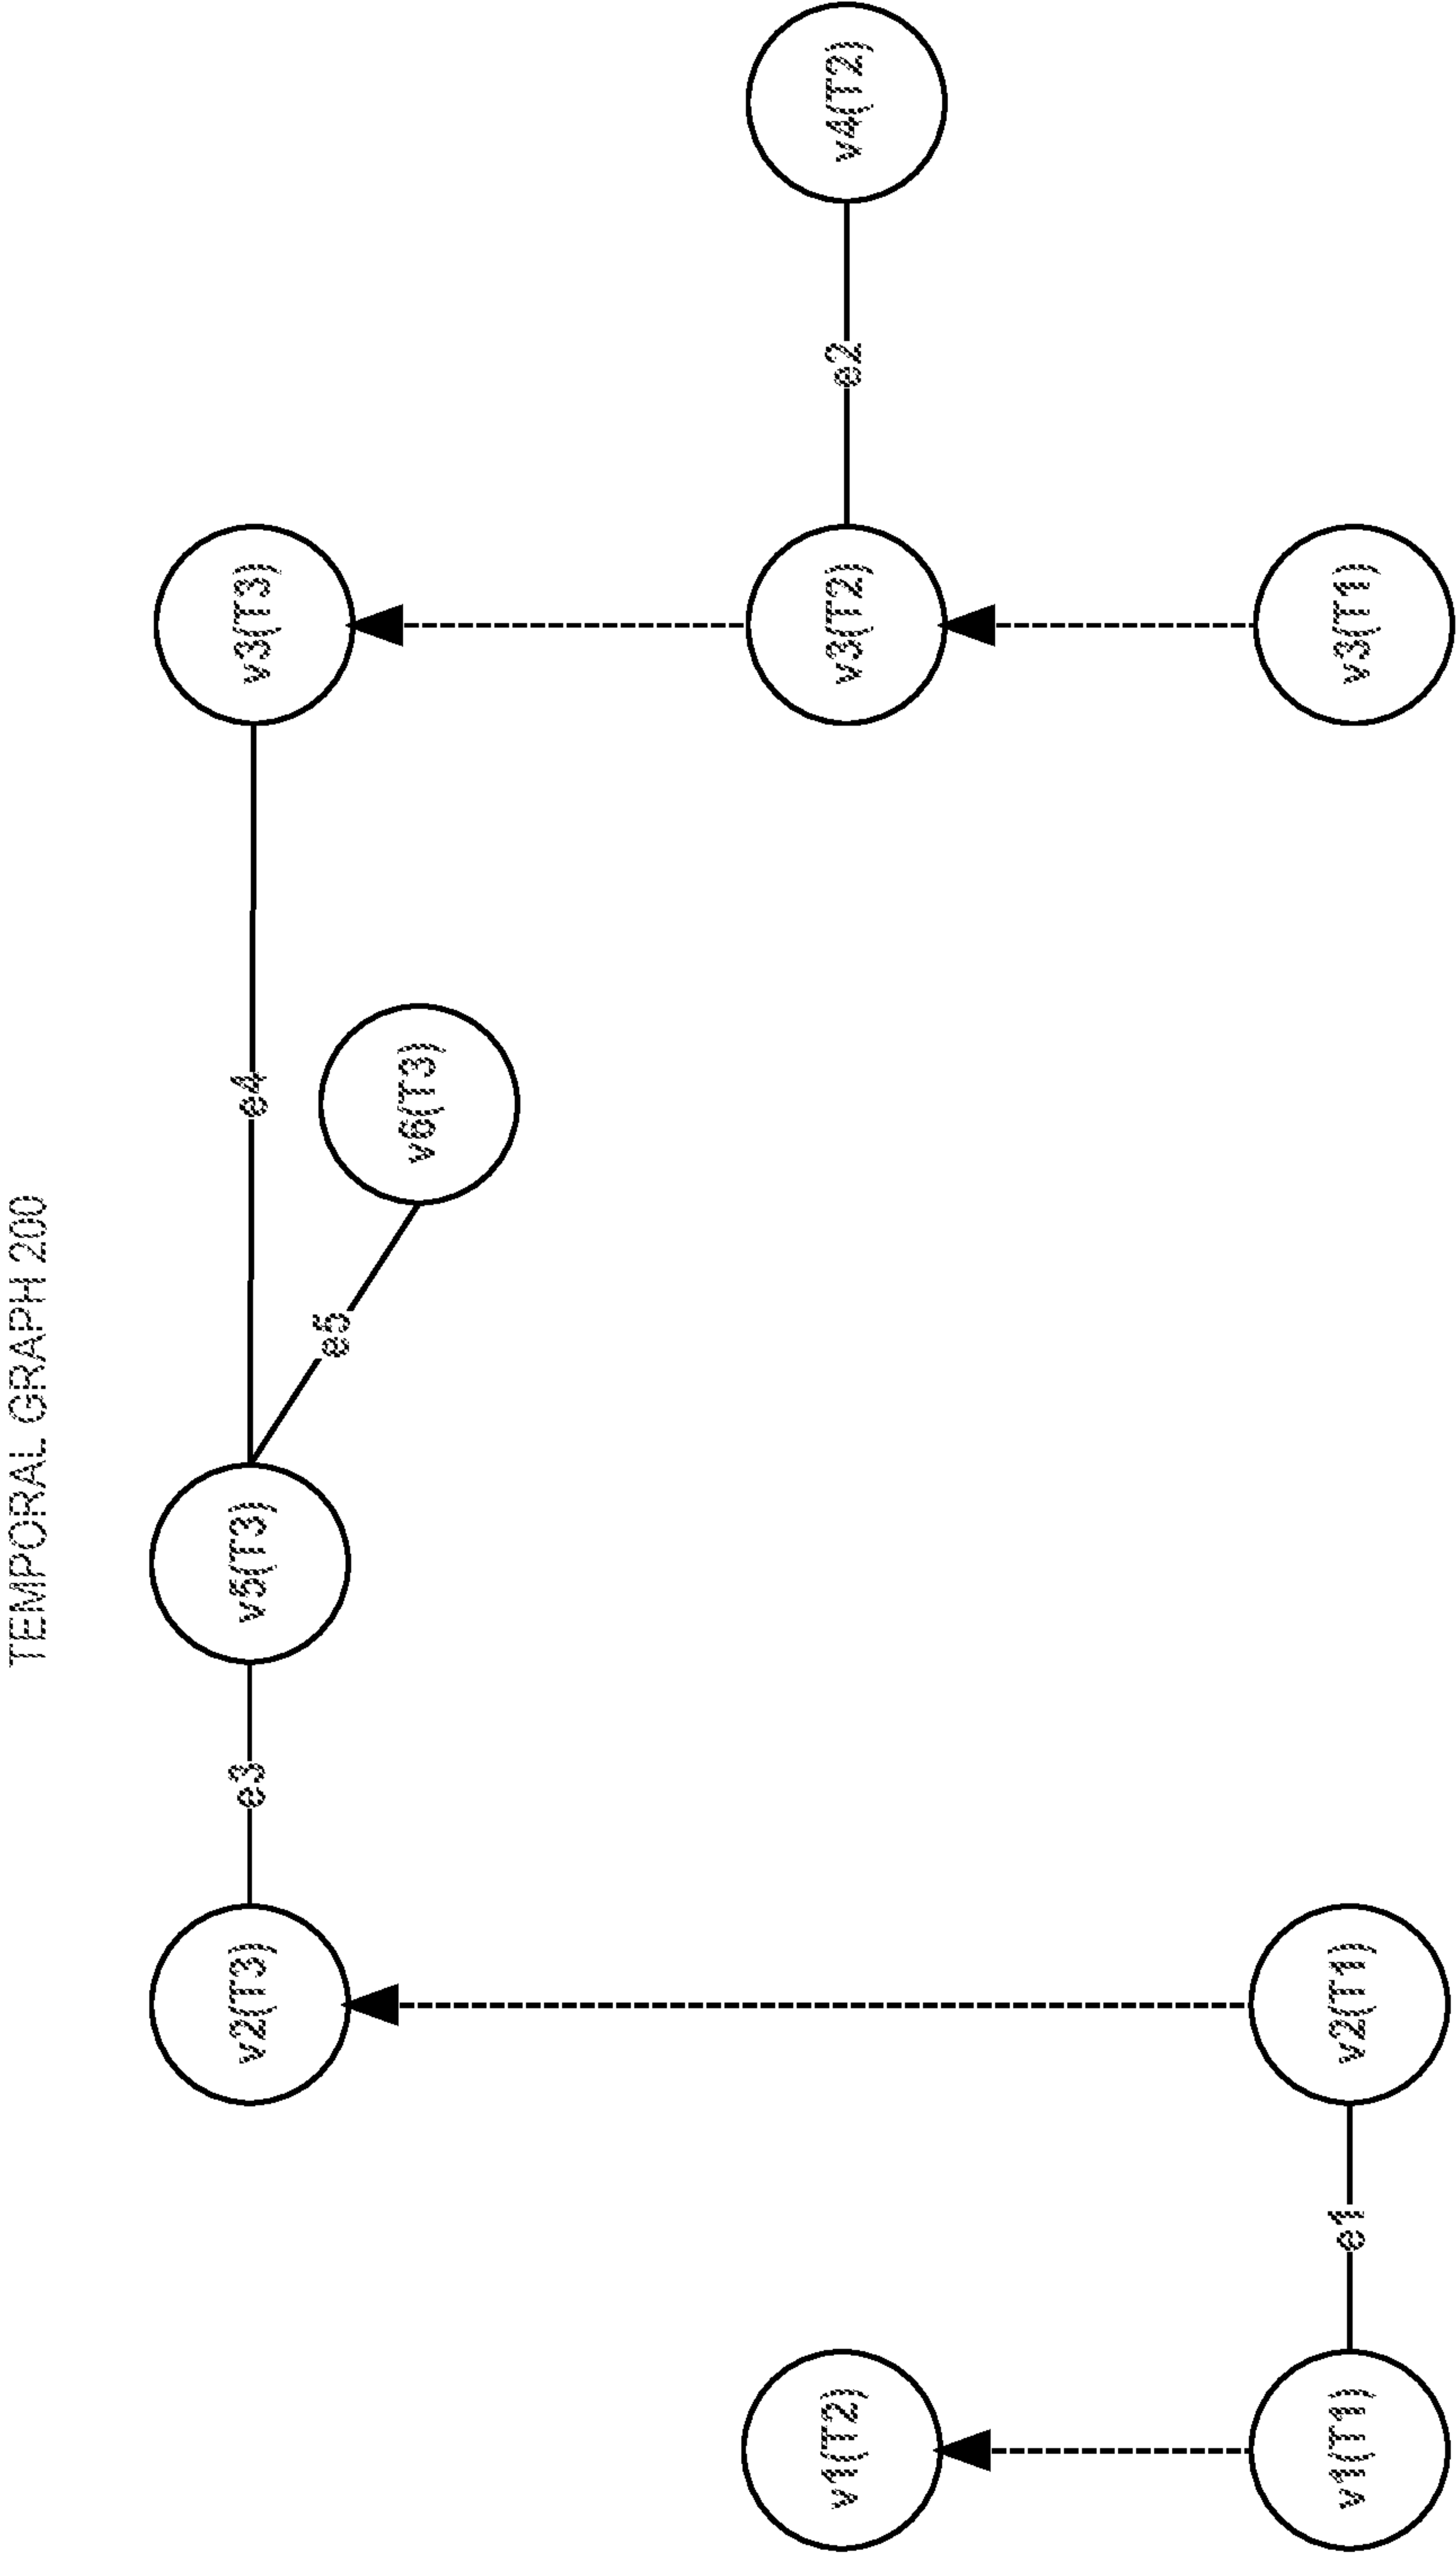 TEMPORAL GRAPH 200
v2(T3)
e3
v5(T3)
e4
v3(T3)
e5
v6(T3)
v1(T2)
v3(T2)
e2
v4(T2)
v1(T1)
e1
v2(T1)
v3(T1)